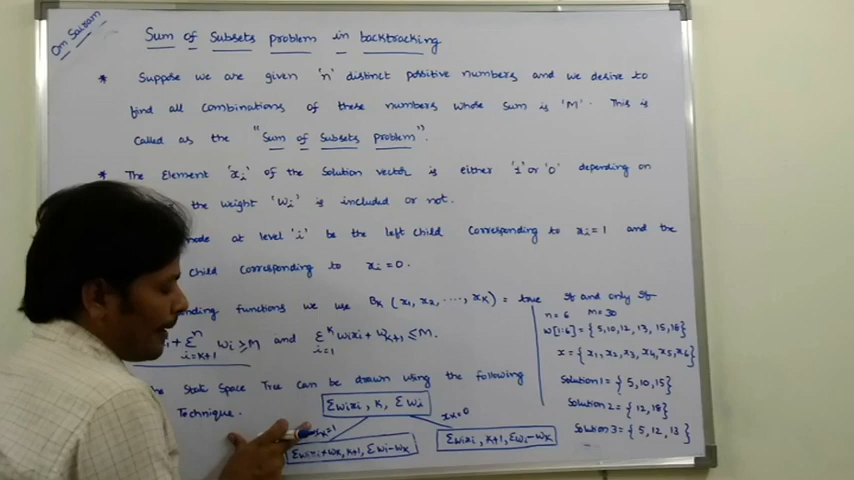 Om Sairam
Sum of Subsets problem in backtracking
* Suppose we are given 'n' distinct positive numbers and we desire to
find all combinations of these numbers whose sum is 'M'. This is
called as the "Sum of Subsets problem".
* The Element 'xi' of the Solution vector is either '1' or '0' depending on
the weight 'Wi' is included or not.
node at level 'i' be the left child corresponding to xi=1 and the
child corresponding to xi=0.
functions we use BK (x1, x2, ...., xK) = true If and only If
+ Σ^n i=K+1 Wi ≥ M and Σ^K i=1 Wixi + WK+1 ≤ M.
State Space Tree can be drawn using the following
Technique.
ΣWixi, K, ΣWi
xK=1
xK=0
ΣWixi+WK, K+1, ΣWi-WK
ΣWixi, K+1, ΣWi-WK
n=6 M=30
W[1:6] = { 5,10,12, 13, 15,18}
x = { x1, x2, x3, x4, x5, x6 }
Solution 1 = { 5,10,15}
Solution 2 = { 12,18}
Solution 3 = { 5, 12, 13 }